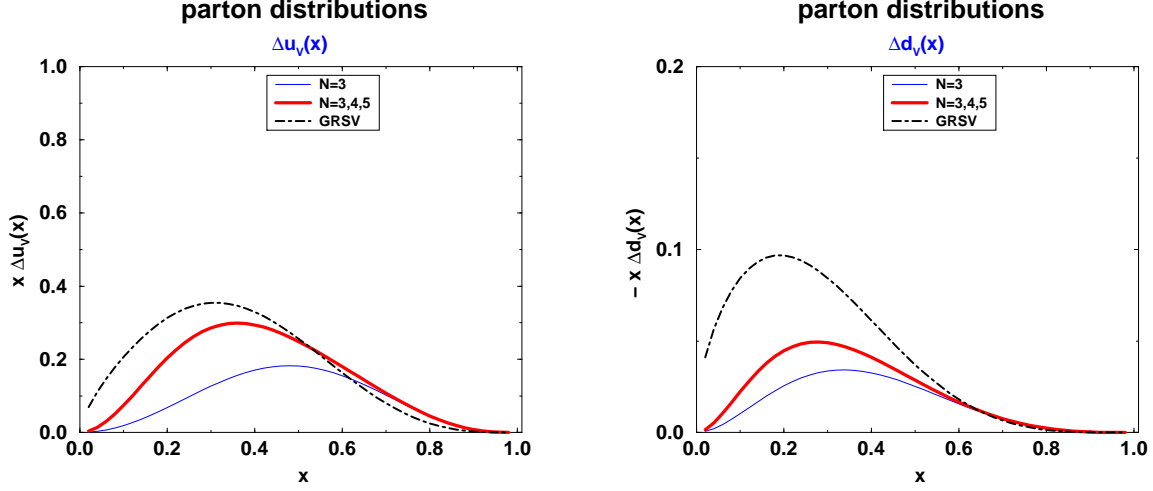 parton distributions
Δu_V(x)
N=3
N=3,4,5
GRSV
1.0
0.8
0.6
0.4
0.2
0.0
x Δu_V(x)
0.0 0.2 0.4 0.6 0.8 1.0
x
parton distributions
Δd_V(x)
N=3
N=3,4,5
GRSV
0.2
0.1
0.0
− x Δd_V(x)
0.0 0.2 0.4 0.6 0.8 1.0
x